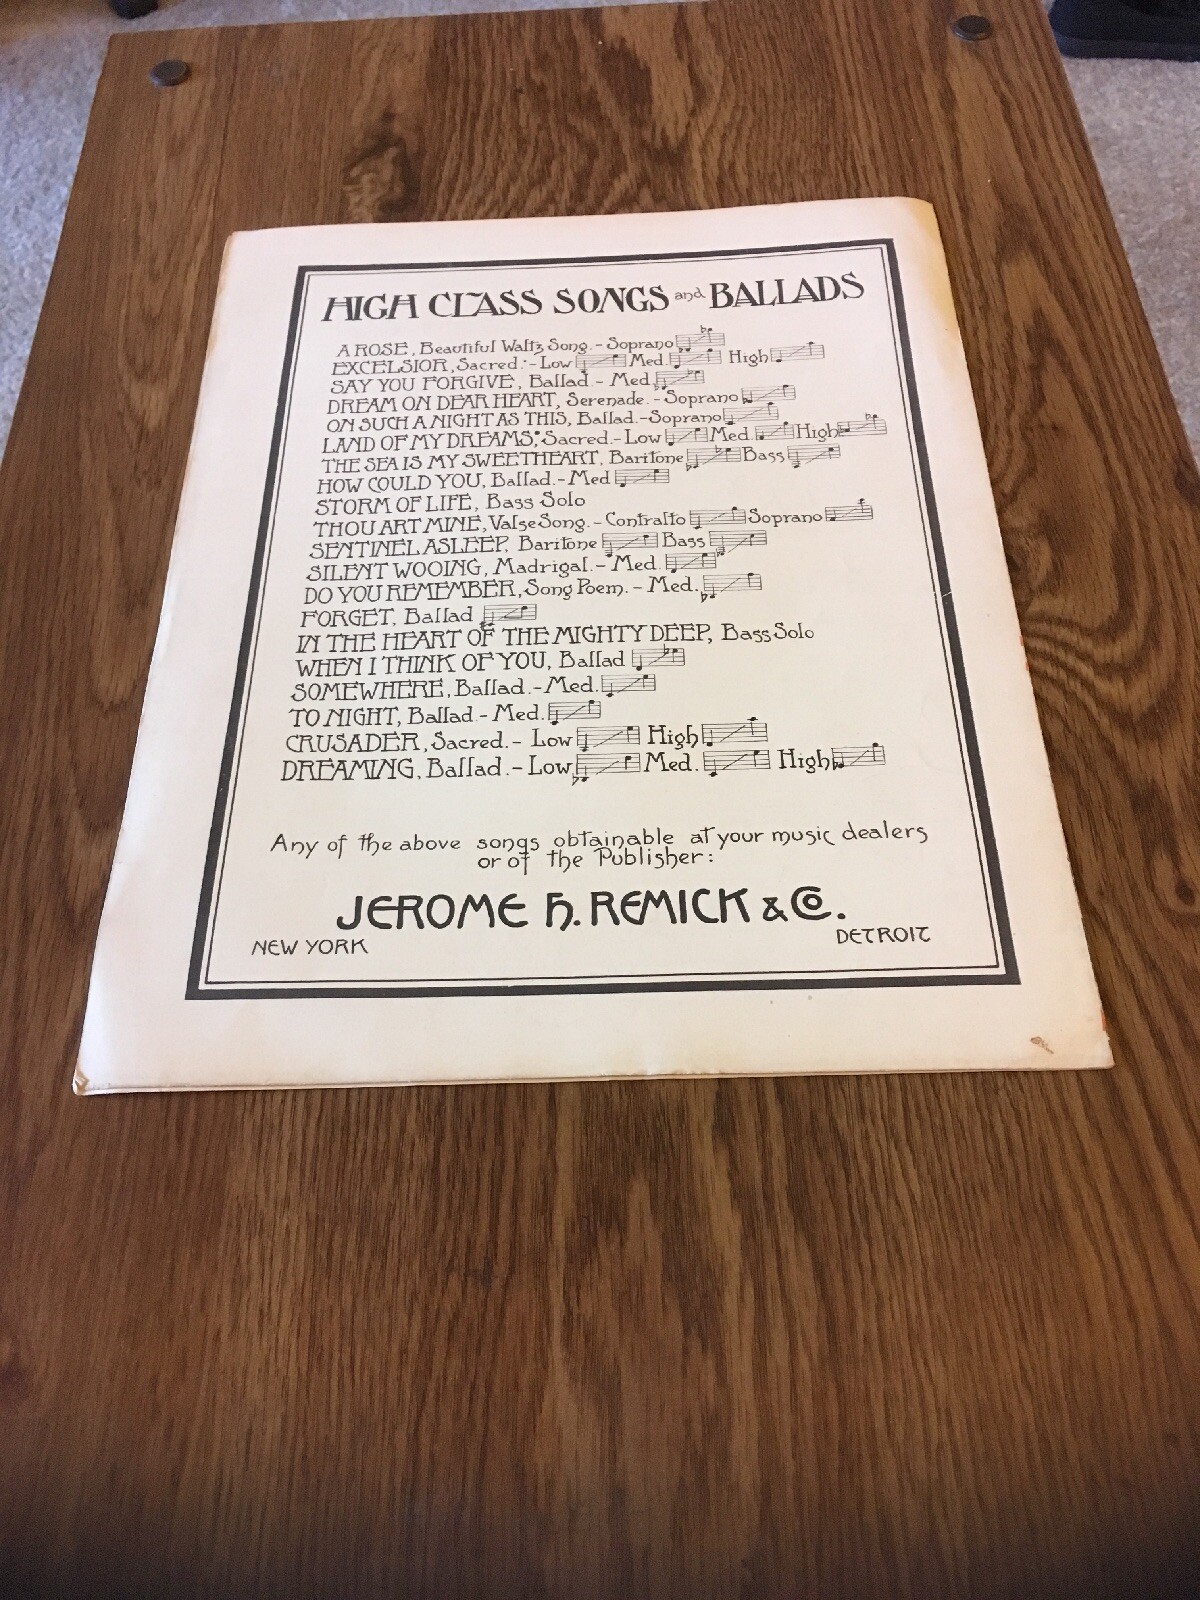 HIGH CLASS SONGS and BALLADS
A ROSE, Beautiful Waltz Song.- Soprano
EXCELSIOR, Sacred:- Low Med. High
SAY YOU FORGIVE, Ballad - Med.
DREAM ON DEAR HEART, Serenade. - Soprano
ON SUCH A NIGHT AS THIS, Ballad.-Soprano
LAND OF MY DREAMS, Sacred.- Low Med. High
THE SEA IS MY SWEETHEART, Baritone Bass
HOW COULD YOU, Ballad.- Med
STORM OF LIFE, Bass Solo
THOU ART MINE, Valse Song. - Contralto Soprano
SENTINEL ASLEEP, Baritone Bass
SILENT WOOING, Madrigal. - Med.
DO YOU REMEMBER, Song Poem. - Med.
FORGET, Ballad
IN THE HEART OF THE MIGHTY DEEP, Bass Solo
WHEN I THINK OF YOU, Ballad
SOMEWHERE, Ballad.- Med.
TO NIGHT, Ballad.- Med.
CRUSADER, Sacred.- Low High
DREAMING, Ballad.- Low Med. High
Any of the above songs obtainable at your music dealers
or of the Publisher:
JEROME H. REMICK & CO.
NEW YORK DETROIT